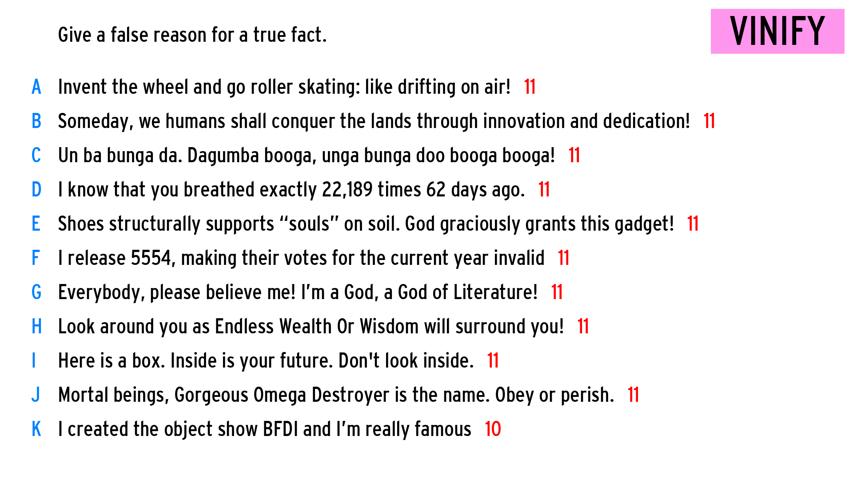 Give a false reason for a true fact.
VINIFY
A Invent the wheel and go roller skating: like drifting on air! 11
B Someday, we humans shall conquer the lands through innovation and dedication! 11
C Un ba bunga da. Dagumba booga, unga bunga doo booga booga! 11
D I know that you breathed exactly 22,189 times 62 days ago. 11
E Shoes structurally supports “souls” on soil. God graciously grants this gadget! 11
F I release 5554, making their votes for the current year invalid 11
G Everybody, please believe me! I'm a God, a God of Literature! 11
H Look around you as Endless Wealth Or Wisdom will surround you! 11
I Here is a box. Inside is your future. Don't look inside. 11
J Mortal beings, Gorgeous Omega Destroyer is the name. Obey or perish. 11
K I created the object show BFDI and I'm really famous 10